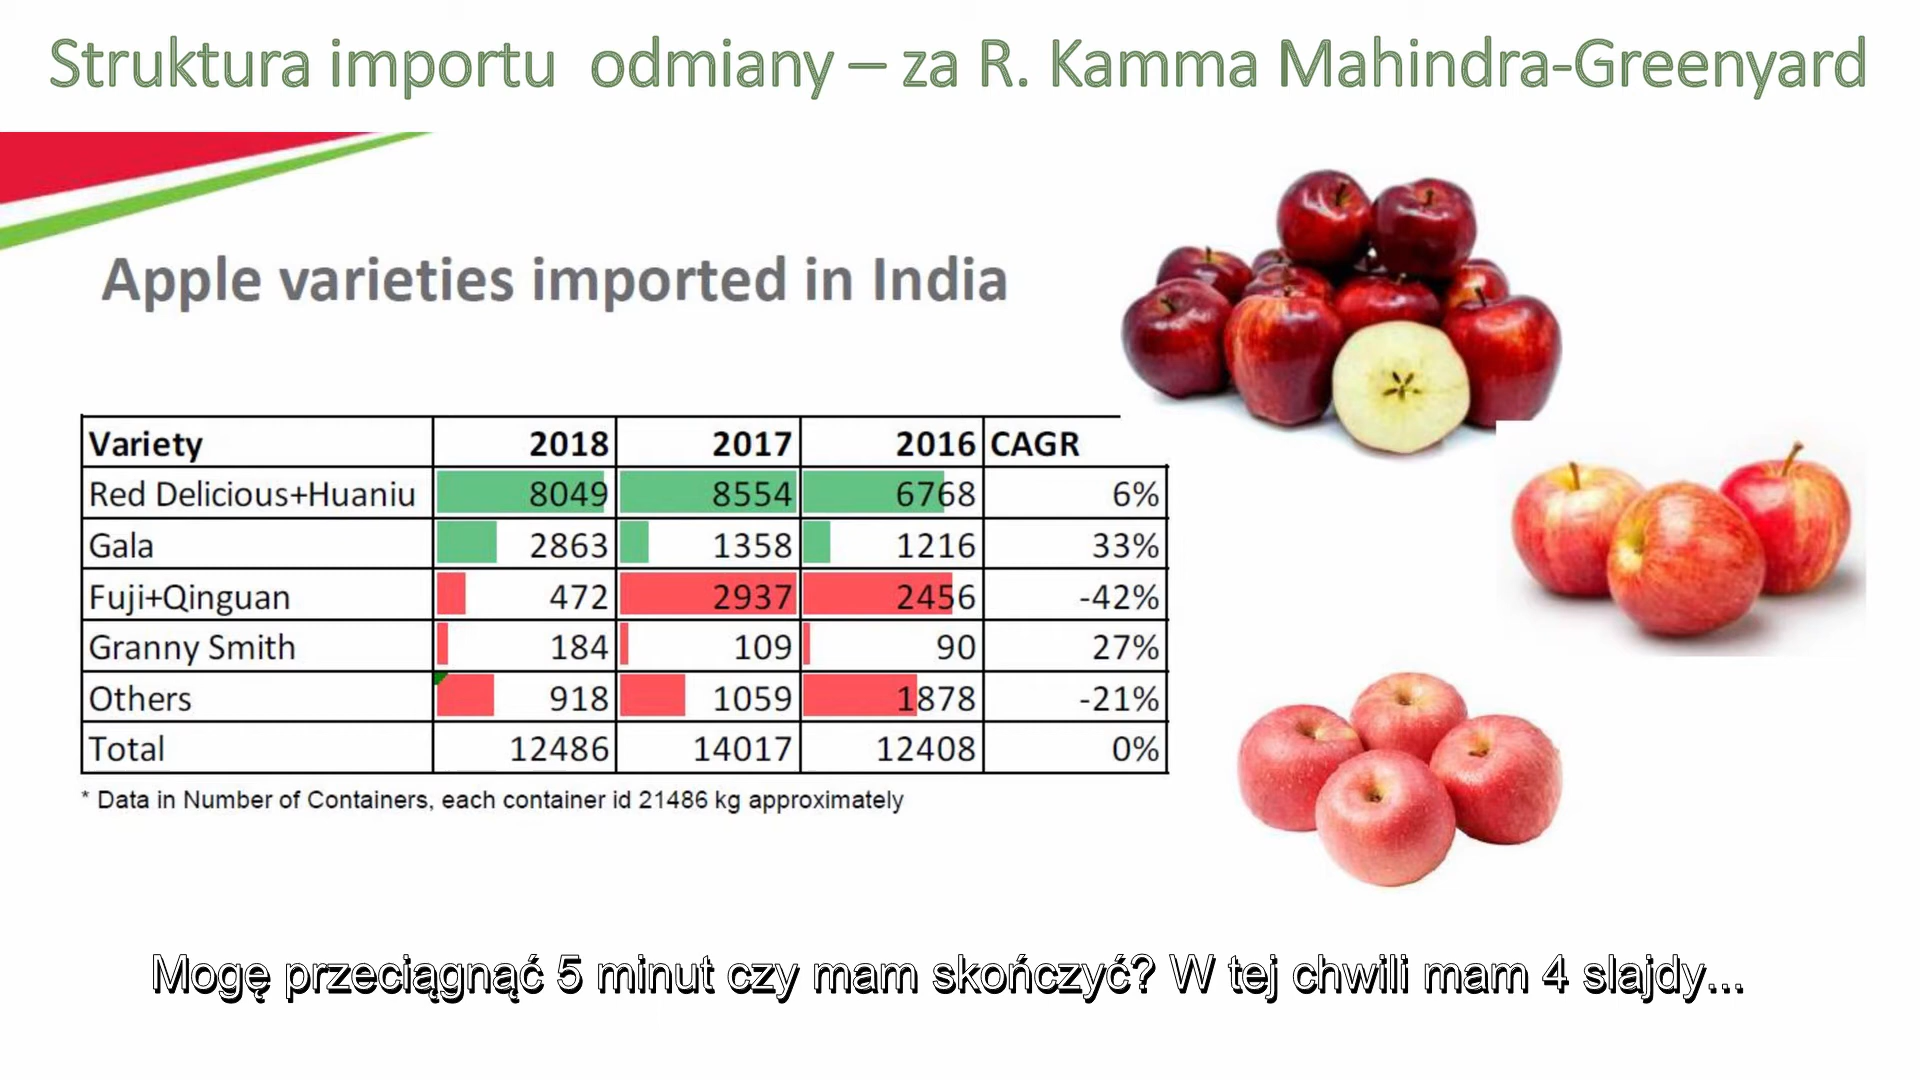 Struktura importu odmiany – za R. Kamma Mahindra-Greenyard
Apple varieties imported in India
Variety 2018 2017 2016 CAGR
Red Delicious+Huaniu 8049 8554 6768 6%
Gala 2863 1358 1216 33%
Fuji+Qinguan 472 2937 2456 -42%
Granny Smith 184 109 90 27%
Others 918 1059 1878 -21%
Total 12486 14017 12408 0%
* Data in Number of Containers, each container id 21486 kg approximately
Mogę przeciągnąć 5 minut czy mam skończyć? W tej chwili mam 4 slajdy...